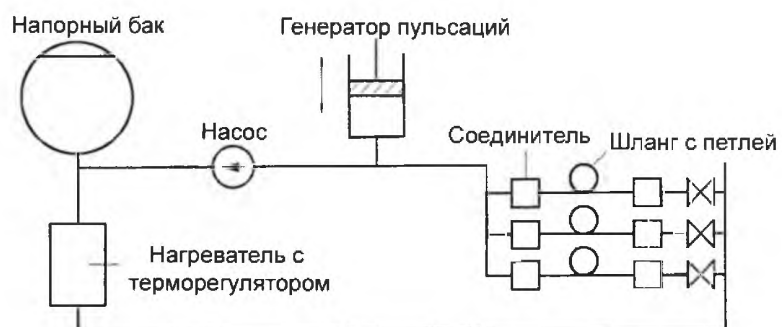 Напорный бак
Генератор пульсаций
Насос
Соединитель
Шланг с петлей
Нагреватель с
терморегулятором